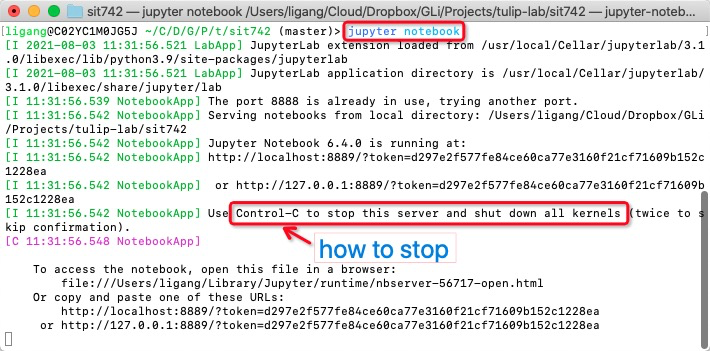 sit742 — jupyter notebook /Users/ligang/Cloud/Dropbox/GLi/Projects/tulip-lab/sit742 — jupyter-noteb...
ligang@C02YC1M0JG5J ~/C/D/G/P/t/sit742 (master)> jupyter notebook
[I 2021-08-03 11:31:56.521 LabApp] JupyterLab extension loaded from /usr/local/Cellar/jupyterlab/3.1
.0/libexec/lib/python3.9/site-packages/jupyterlab
[I 2021-08-03 11:31:56.521 LabApp] JupyterLab application directory is /usr/local/Cellar/jupyterlab/
3.1.0/libexec/share/jupyter/lab
[I 11:31:56.539 NotebookApp] The port 8888 is already in use, trying another port.
[I 11:31:56.542 NotebookApp] Serving notebooks from local directory: /Users/ligang/Cloud/Dropbox/GLi
/Projects/tulip-lab/sit742
[I 11:31:56.542 NotebookApp] Jupyter Notebook 6.4.0 is running at:
[I 11:31:56.542 NotebookApp] http://localhost:8889/?token=d297e2f577fe84ce60ca77e3160f21cf71609b152c
1228ea
[I 11:31:56.542 NotebookApp]  or http://127.0.0.1:8889/?token=d297e2f577fe84ce60ca77e3160f21cf71609
b152c1228ea
[I 11:31:56.542 NotebookApp] Use Control-C to stop this server and shut down all kernels (twice to s
kip confirmation).
[C 11:31:56.548 NotebookApp]
how to stop
To access the notebook, open this file in a browser:
file:///Users/ligang/Library/Jupyter/runtime/nbserver-56717-open.html
Or copy and paste one of these URLs:
http://localhost:8889/?token=d297e2f577fe84ce60ca77e3160f21cf71609b152c1228ea
or http://127.0.0.1:8889/?token=d297e2f577fe84ce60ca77e3160f21cf71609b152c1228ea